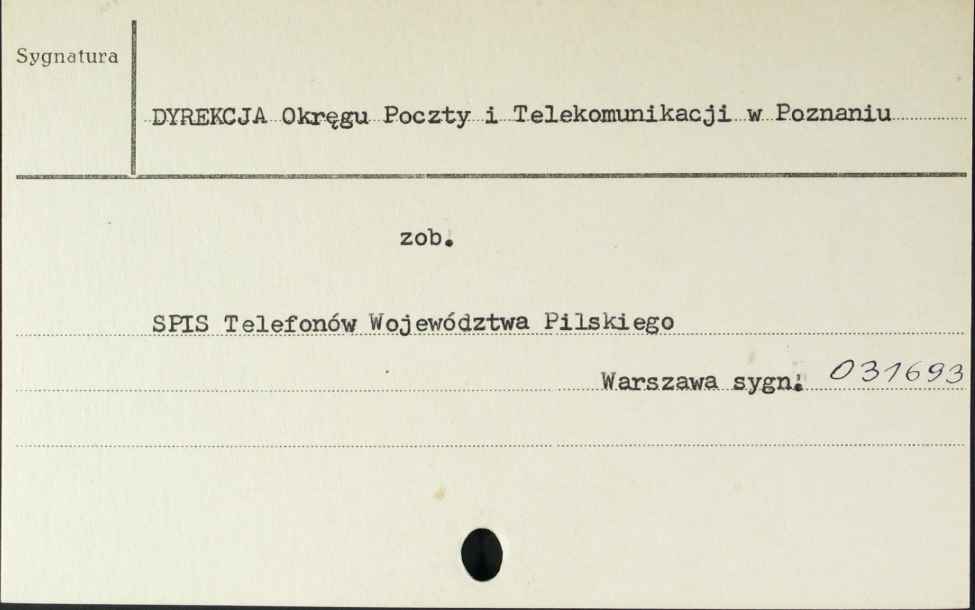 Sygnatura
DYREKCJA Okręgu Poczty i Telekomunikacji w Poznaniu
zob.
SPIS Telefonów Województwa Pilskiego
Warszawa sygn. 031693